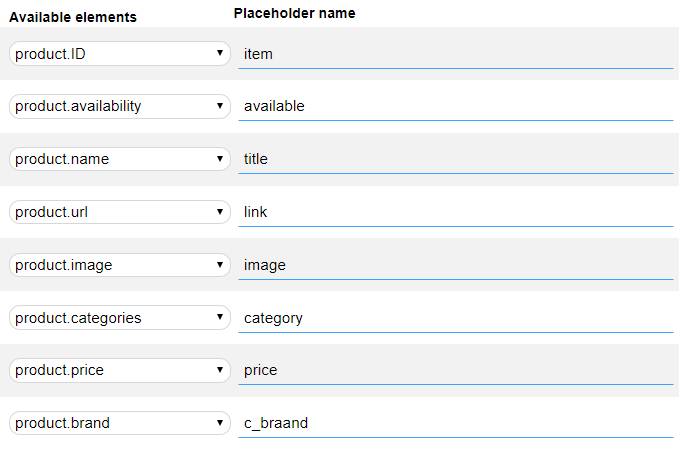 Available elements Placeholder name
product.ID item
product.availability available
product.name title
product.url link
product.image image
product.categories category
product.price price
product.brand c_braand